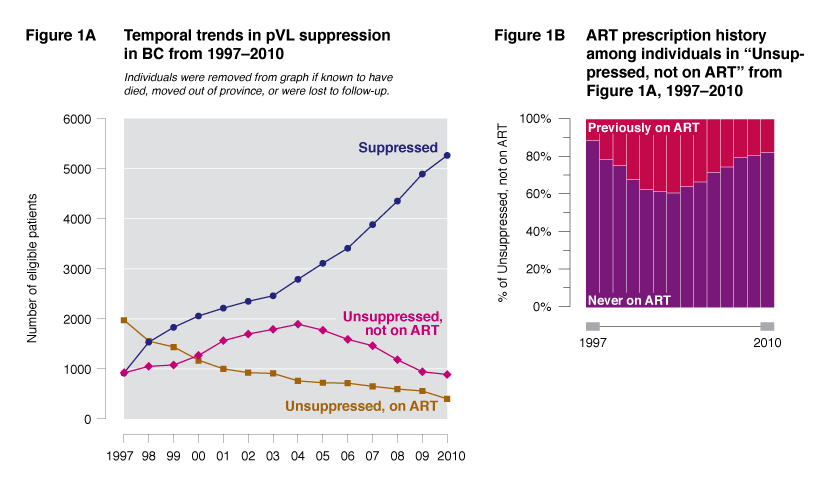 Figure 1A
Temporal trends in pVL suppression
in BC from 1997–2010
Individuals were removed from graph if known to have
died, moved out of province, or were lost to follow-up.
Number of eligible patients
6000
5000
4000
3000
2000
1000
0
Suppressed
Unsuppressed,
not on ART
Unsuppressed, on ART
1997 98 99 00 01 02 03 04 05 06 07 08 09 2010
Figure 1B
ART prescription history
among individuals in “Unsup-
pressed, not on ART” from
Figure 1A, 1997–2010
% of Unsuppressed, not on ART
100%
80%
60%
40%
20%
0%
Previously on ART
Never on ART
1997 2010